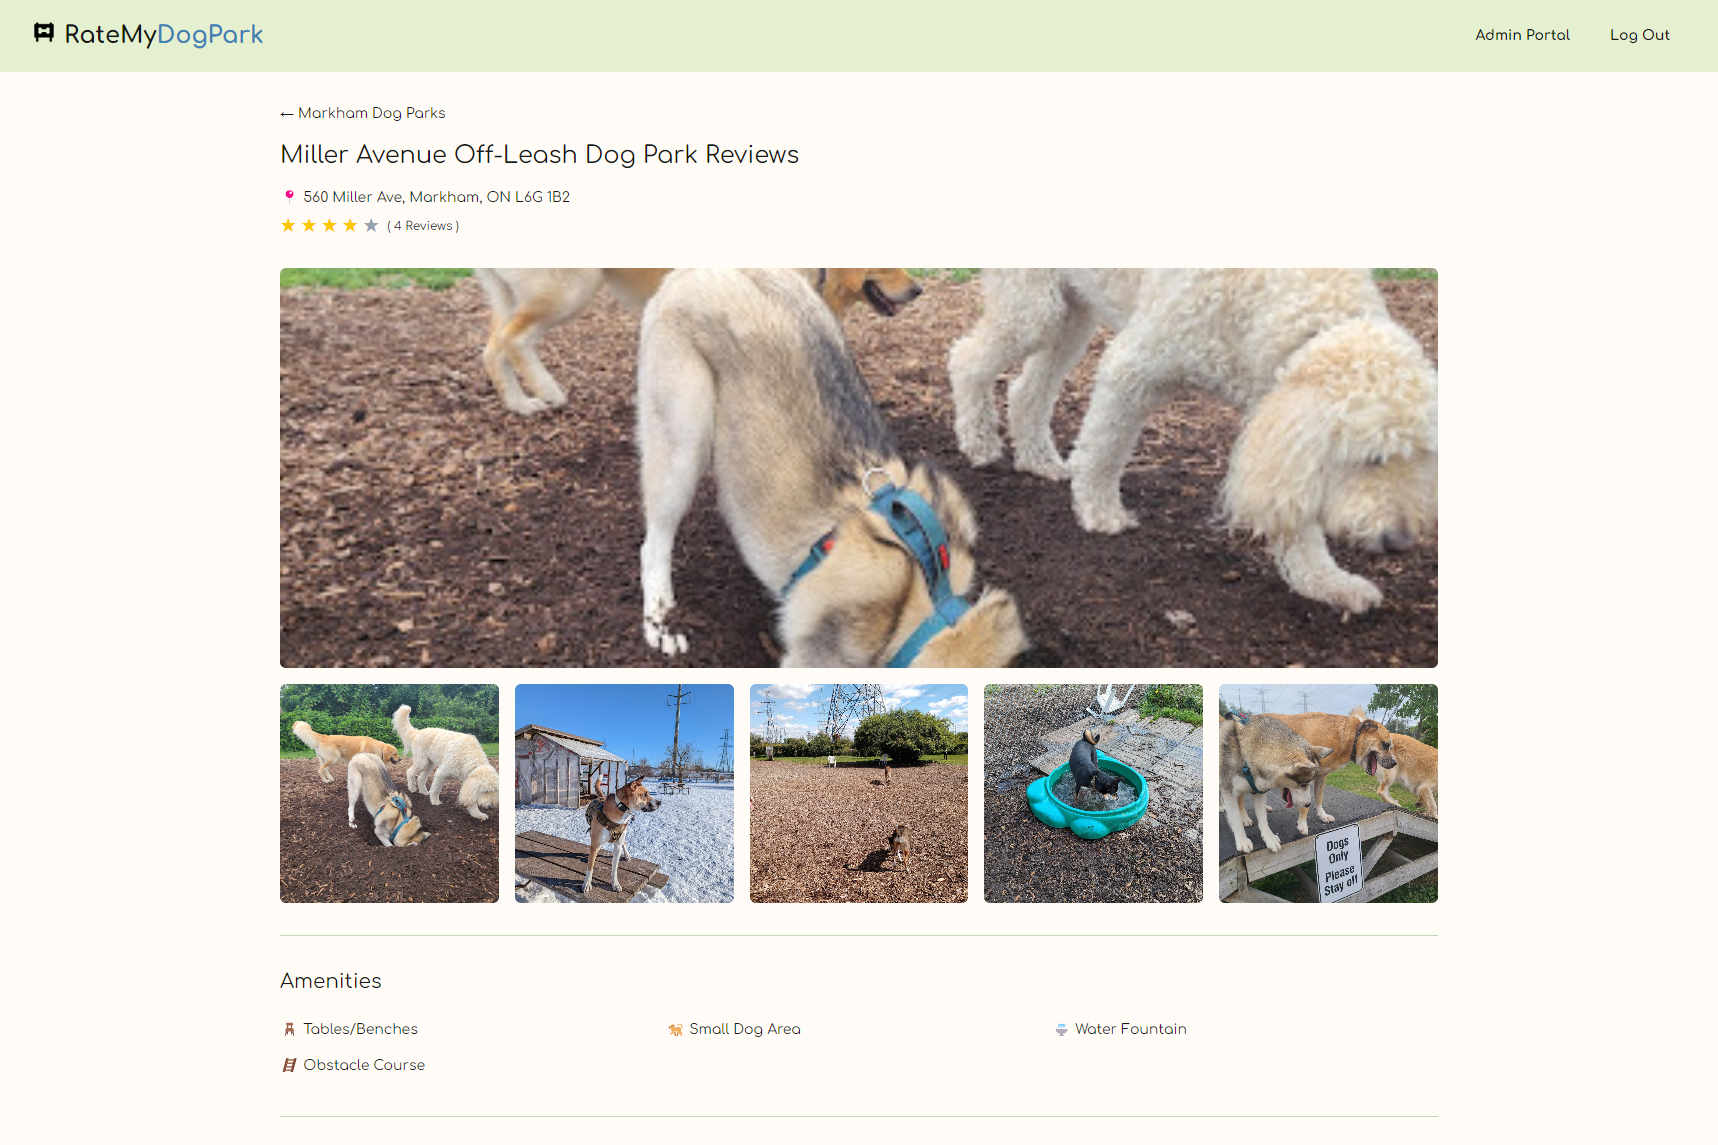 RateMyDogPark
Admin Portal
Log Out
← Markham Dog Parks
Miller Avenue Off-Leash Dog Park Reviews
560 Miller Ave, Markham, ON L6G 1B2
( 4 Reviews )
Dogs
Only
Please
Stay off
Amenities
Tables/Benches
Small Dog Area
Water Fountain
Obstacle Course